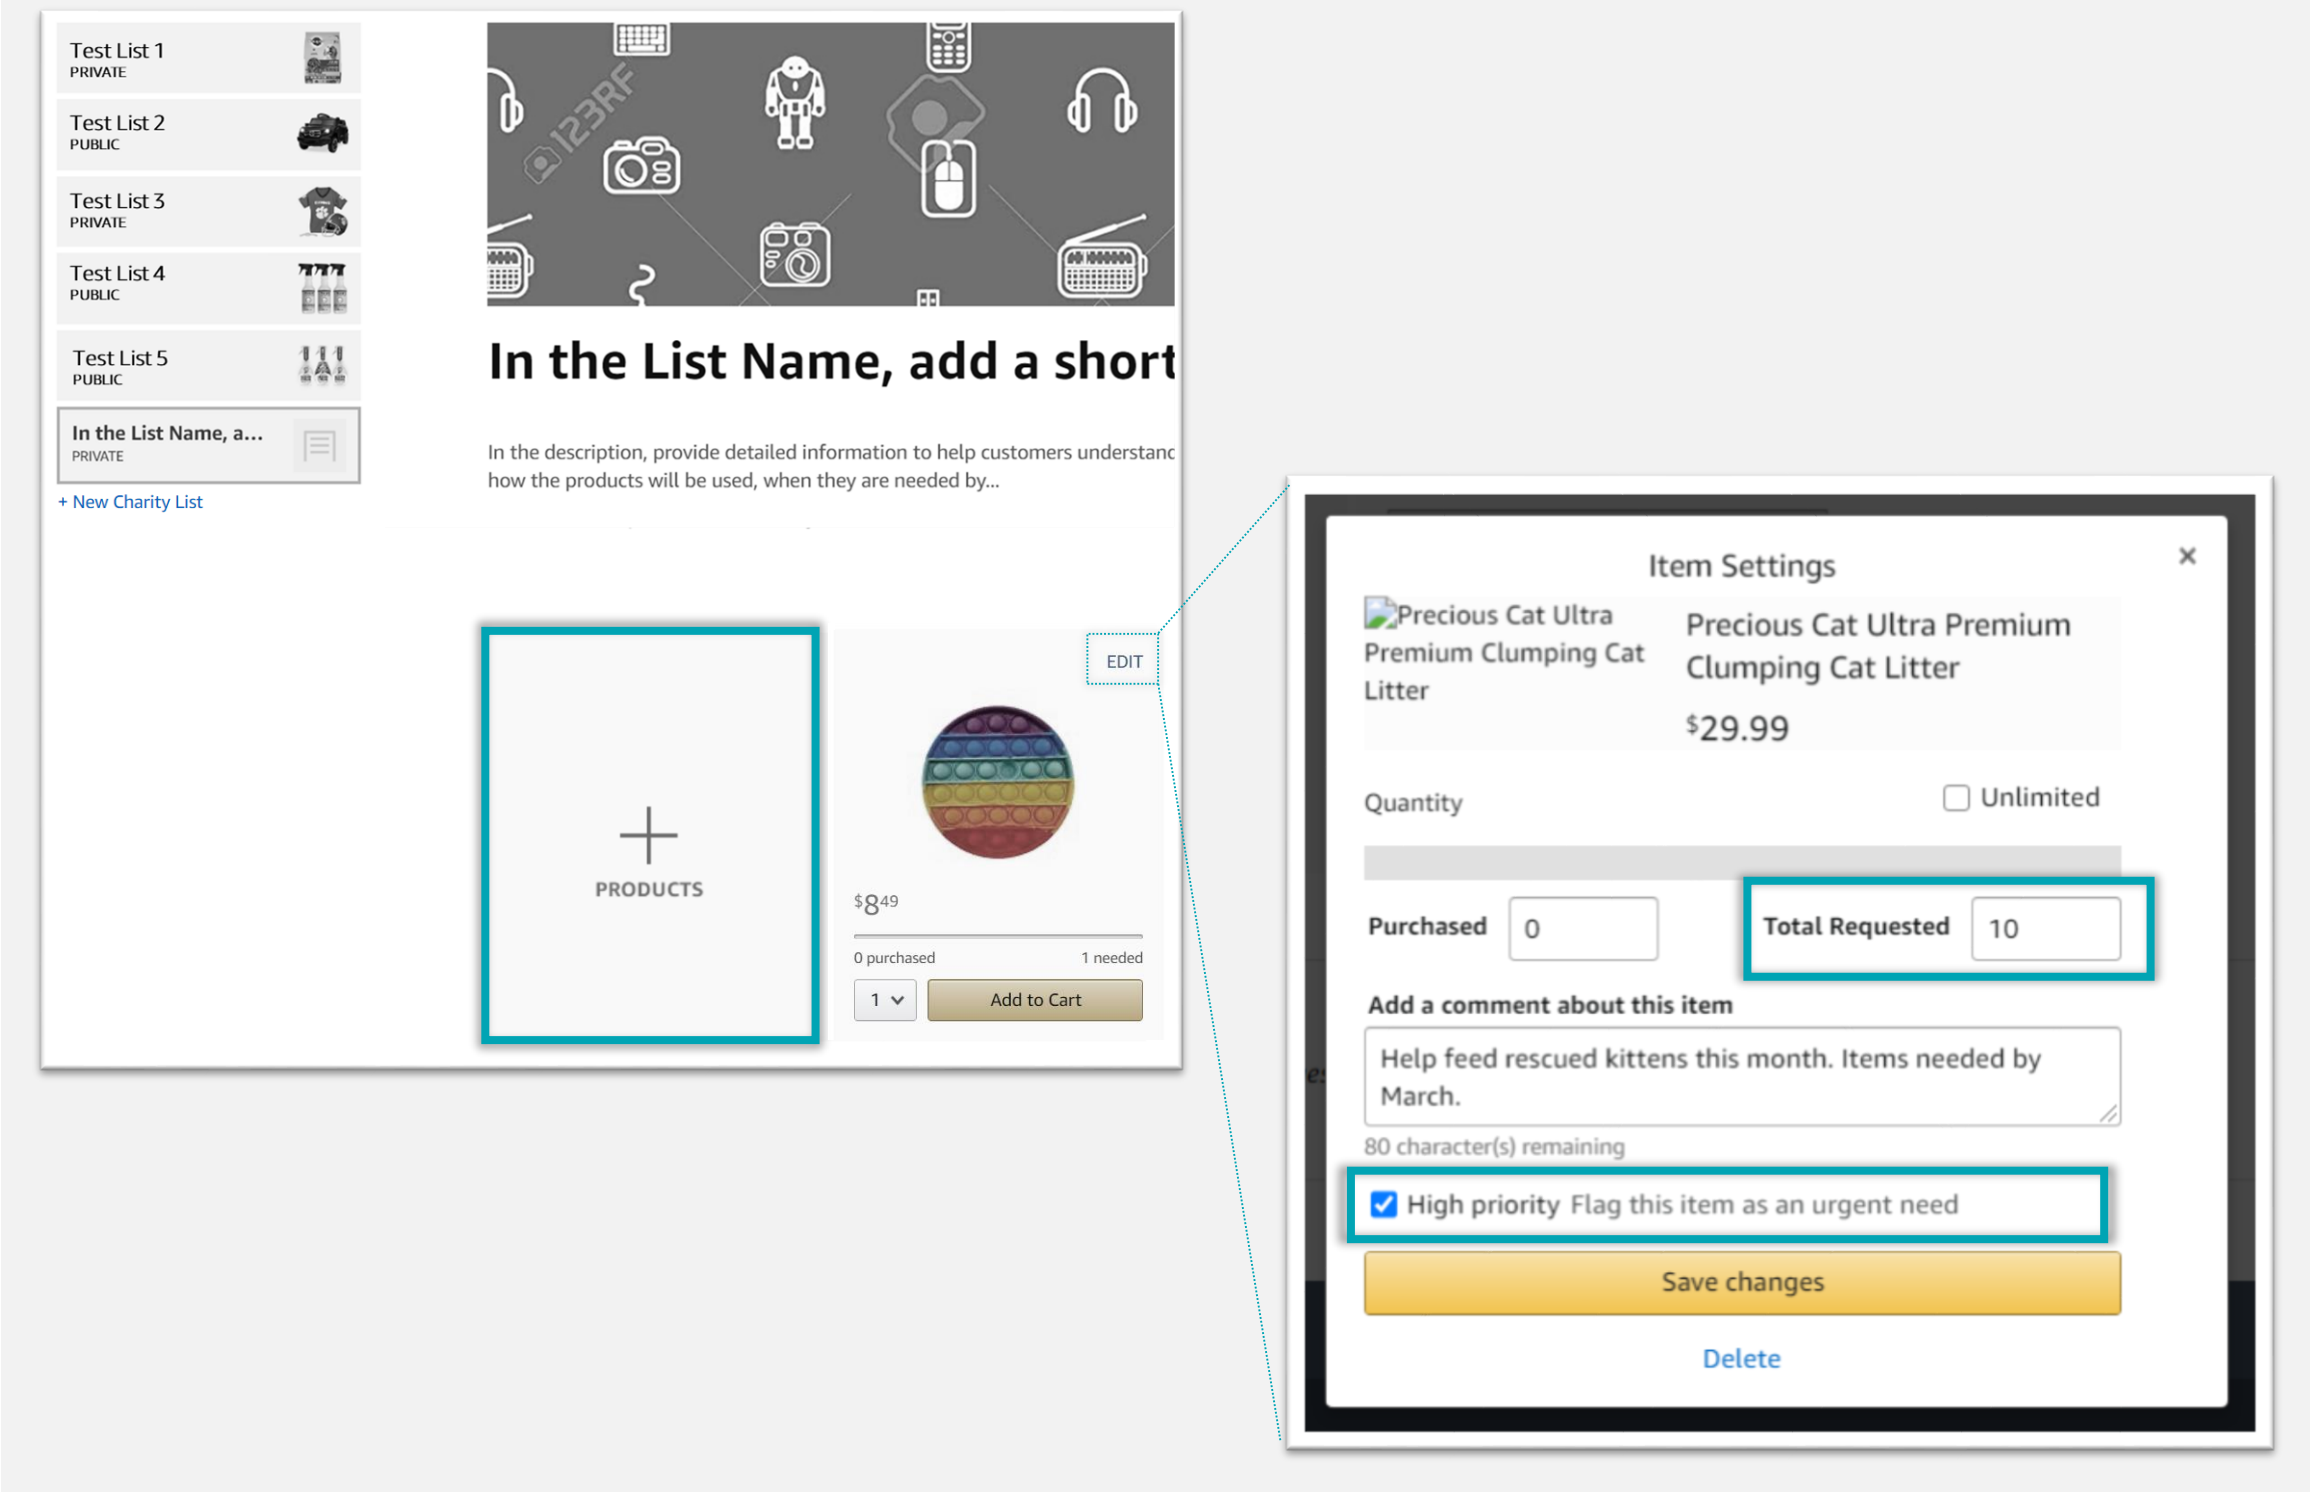 Test List 1
PRIVATE
Test List 2
PUBLIC
Test List 3
PRIVATE
Test List 4
PUBLIC
Test List 5
PUBLIC
In the List Name, a...
PRIVATE
+ New Charity List
123RF
In the List Name, add a short
In the description, provide detailed information to help customers understand
how the products will be used, when they are needed by...
PRODUCTS
EDIT
$8 49
0 purchased 1 needed
1 Add to Cart
Item Settings
×
Precious Cat Ultra
Premium Clumping Cat
Litter
Precious Cat Ultra Premium
Clumping Cat Litter
$29.99
Quantity
Unlimited
Purchased 0
Total Requested 10
Add a comment about this item
Help feed rescued kittens this month. Items needed by
March.
80 character(s) remaining
High priority Flag this item as an urgent need
Save changes
Delete